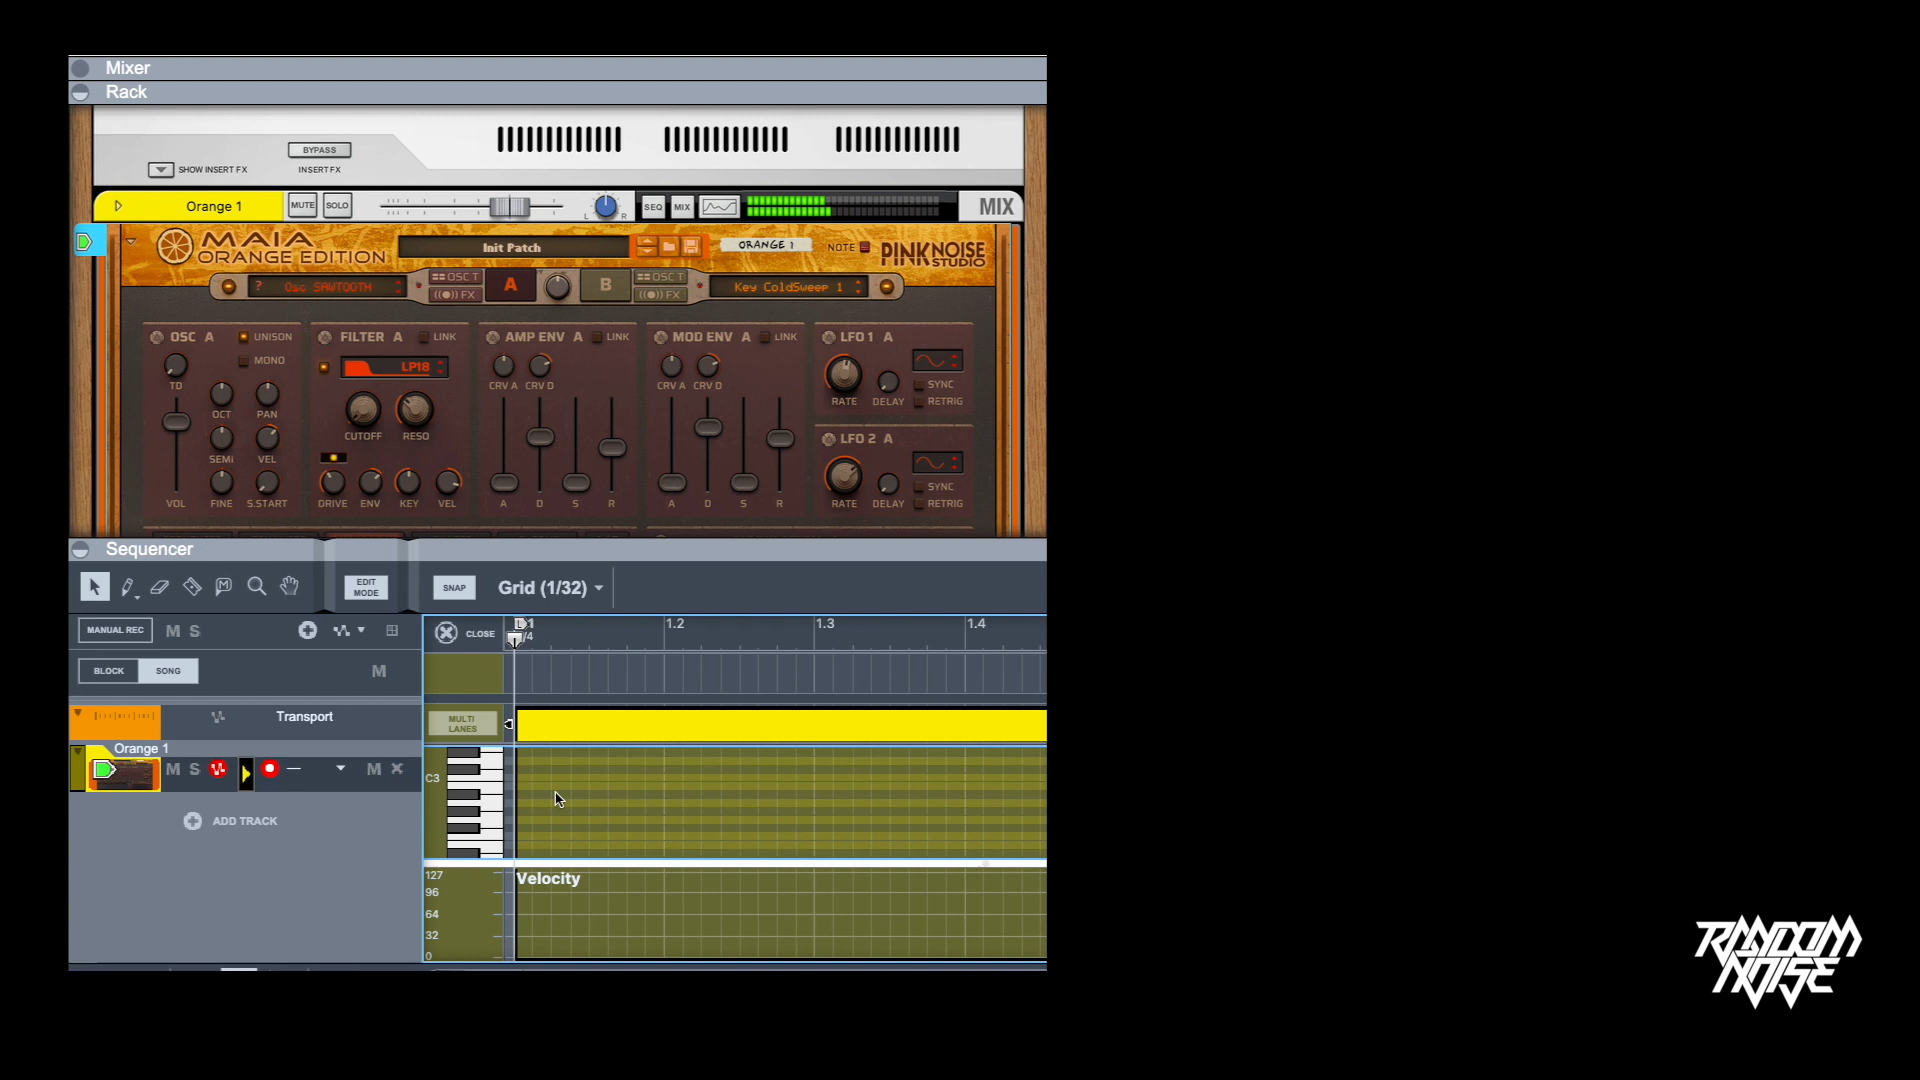 Mixer
Rack
BYPASS
SHOW INSERT FX
INSERT FX
Orange 1
MUTE
SOLO
L
R
SEQ
MIX
MIX
MAIA
ORANGE EDITION
Init Patch
ORANGE 1
NOTE
PINKNOISE
STUDIO
? Osc SAWTOOTH
OSC T
FX
A
B
OSC T
FX
Key ColdSweep 1
OSC A
UNISON
MONO
TD
OCT
PAN
SEMI
VEL
VOL
FINE
S.START
FILTER A
LINK
LP18
CUTOFF
RESO
DRIVE
ENV
KEY
VEL
AMP ENV A
LINK
CRV A
CRV D
A
D
S
R
MOD ENV A
LINK
CRV A
CRV D
A
D
S
R
LFO 1 A
RATE
DELAY
SYNC
RETRIG
LFO 2 A
RATE
DELAY
SYNC
RETRIG
Sequencer
EDIT
MODE
SNAP
Grid (1/32)
MANUAL REC
M
S
CLOSE
L
1
/4
1.2
1.3
1.4
BLOCK
SONG
M
Transport
MULTI
LANES
Orange 1
M
S
M
C3
ADD TRACK
Velocity
127
96
64
32
0
RANDOM
NOISE